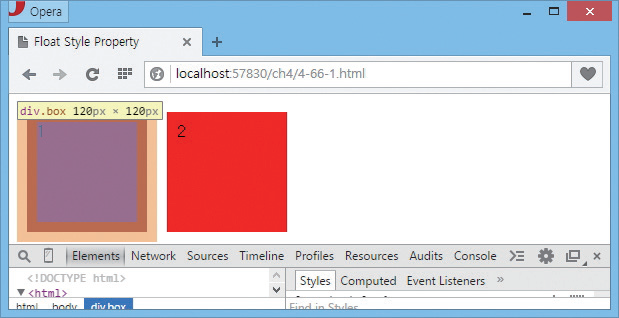 Opera
Float Style Property
localhost:57830/ch4/4-66-1.html
div.box 120px × 120px
1 2
Elements Network Sources Timeline Profiles Resources Audits Console
<!DOCTYPE html> Styles Computed Event Listeners »
▼<html>
html body div.box Find in Styles